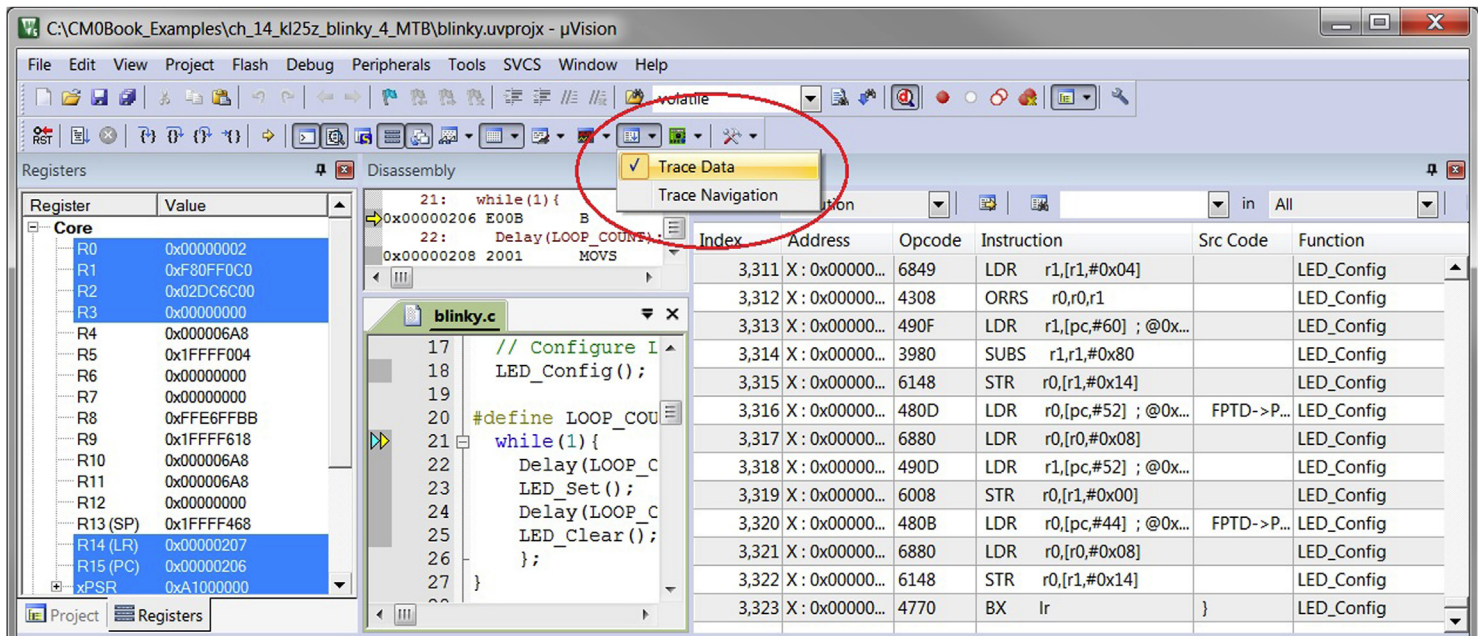 C:\CM0Book_Examples\ch_14_kl25z_blinky_4_MTB\blinky.uvprojx - µVision
File Edit View Project Flash Debug Peripherals Tools SVCS Window Help
volatile
RST
Trace Data
Trace Navigation
Registers
Register Value
Core
R0 0x00000002
R1 0xF80FF0C0
R2 0x02DC6C00
R3 0x00000000
R4 0x000006A8
R5 0x1FFFF004
R6 0x00000000
R7 0x00000000
R8 0xFFE6FFBB
R9 0x1FFFF618
R10 0x000006A8
R11 0x000006A8
R12 0x00000000
R13 (SP) 0x1FFFF468
R14 (LR) 0x00000207
R15 (PC) 0x00000206
xPSR 0xA1000000
Project Registers
Disassembly
21: while(1){
0x00000206 E00B B
22: Delay(LOOP_COUNT);
0x00000208 2001 MOVS
blinky.c
17 // Configure L
18 LED_Config();
19
20 #define LOOP_COU
21 while(1){
22 Delay(LOOP_C
23 LED_Set();
24 Delay(LOOP_C
25 LED_Clear();
26 };
27 }
in All
Index Address Opcode Instruction Src Code Function
3,311 X : 0x00000... 6849 LDR r1,[r1,#0x04] LED_Config
3,312 X : 0x00000... 4308 ORRS r0,r0,r1 LED_Config
3,313 X : 0x00000... 490F LDR r1,[pc,#60] ; @0x... LED_Config
3,314 X : 0x00000... 3980 SUBS r1,r1,#0x80 LED_Config
3,315 X : 0x00000... 6148 STR r0,[r1,#0x14] LED_Config
3,316 X : 0x00000... 480D LDR r0,[pc,#52] ; @0x... FPTD->P... LED_Config
3,317 X : 0x00000... 6880 LDR r0,[r0,#0x08] LED_Config
3,318 X : 0x00000... 490D LDR r1,[pc,#52] ; @0x... LED_Config
3,319 X : 0x00000... 6008 STR r0,[r1,#0x00] LED_Config
3,320 X : 0x00000... 480B LDR r0,[pc,#44] ; @0x... FPTD->P... LED_Config
3,321 X : 0x00000... 6880 LDR r0,[r0,#0x08] LED_Config
3,322 X : 0x00000... 6148 STR r0,[r1,#0x14] LED_Config
3,323 X : 0x00000... 4770 BX lr } LED_Config